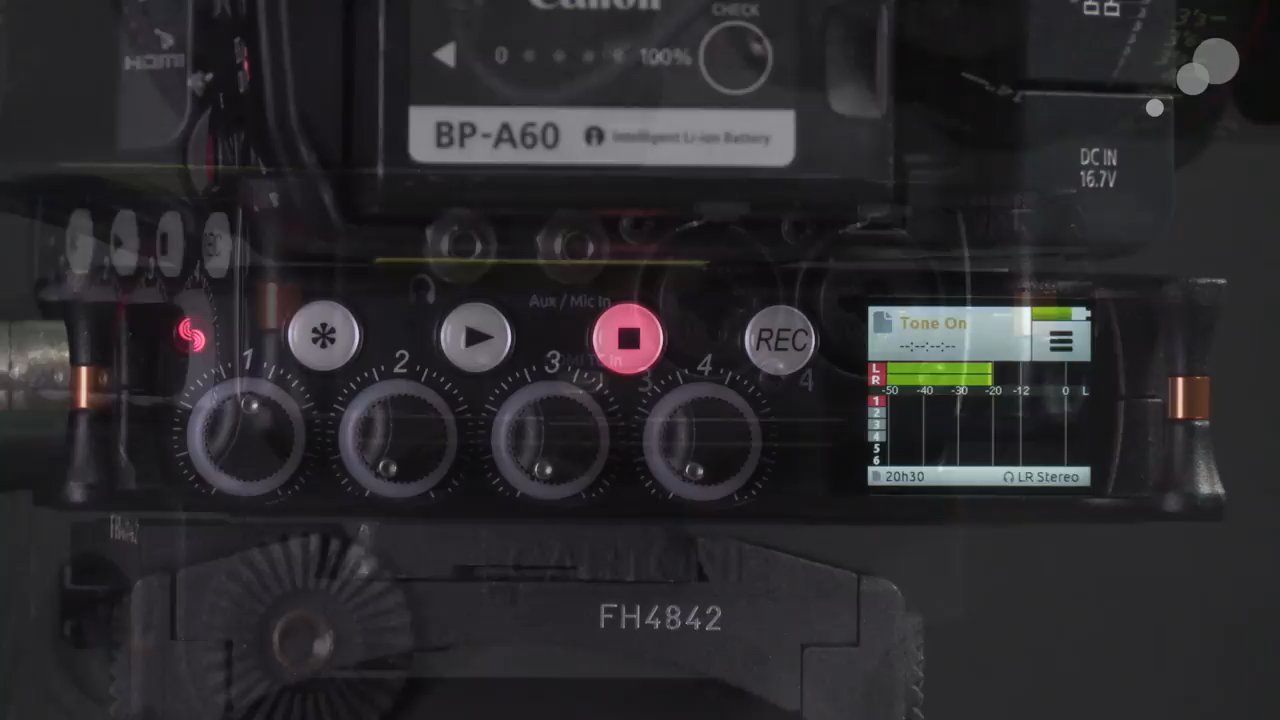 Canon
CHECK
HDMI
0 100%
BP-A60 Intelligent Li-ion Battery
DC IN
16.7V
Aux / Mic In
REC
1 2 3 4
3 4
Tone On
--:--:--
L
R
-50 -40 -30 -20 -12 0 L
1
2
3
4
5
6
20h30 LR Stereo
FH4842